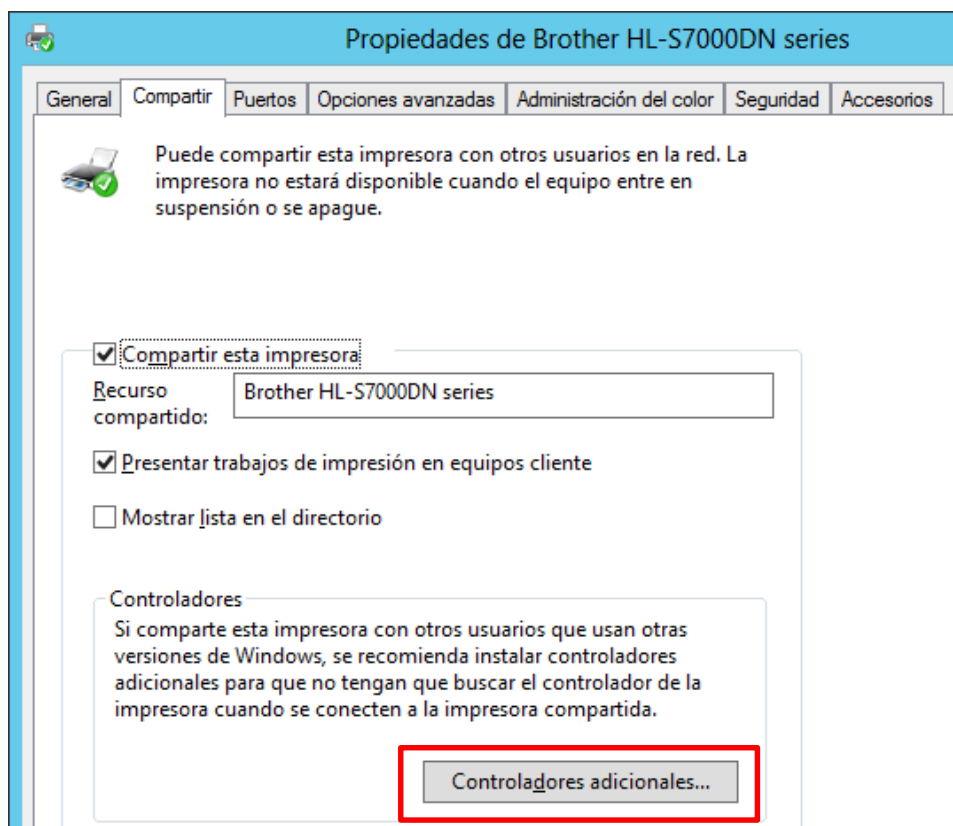 Propiedades de Brother HL-S7000DN series
General Compartir Puertos Opciones avanzadas Administración del color Seguridad Accesorios
Puede compartir esta impresora con otros usuarios en la red. La
impresora no estará disponible cuando el equipo entre en
suspensión o se apague.
Compartir esta impresora
Recurso
compartido:
Brother HL-S7000DN series
Presentar trabajos de impresión en equipos cliente
Mostrar lista en el directorio
Controladores
Si comparte esta impresora con otros usuarios que usan otras
versiones de Windows, se recomienda instalar controladores
adicionales para que no tengan que buscar el controlador de la
impresora cuando se conecten a la impresora compartida.
Controladores adicionales...